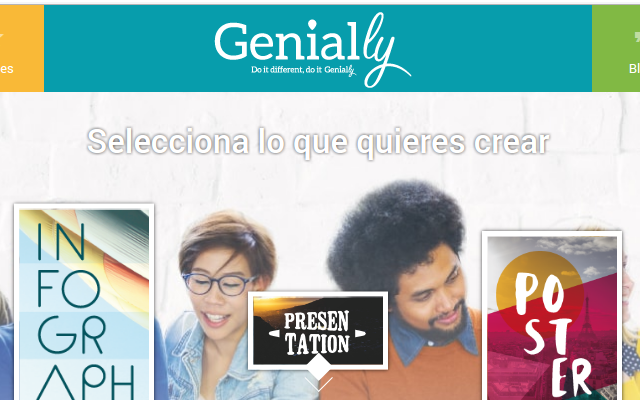 es
Genially
Bl
Do it different, do it Genially
Selecciona lo que quieres crear
IN
FO
GR
APH
PRESEN
TATION
PO
ST
ER